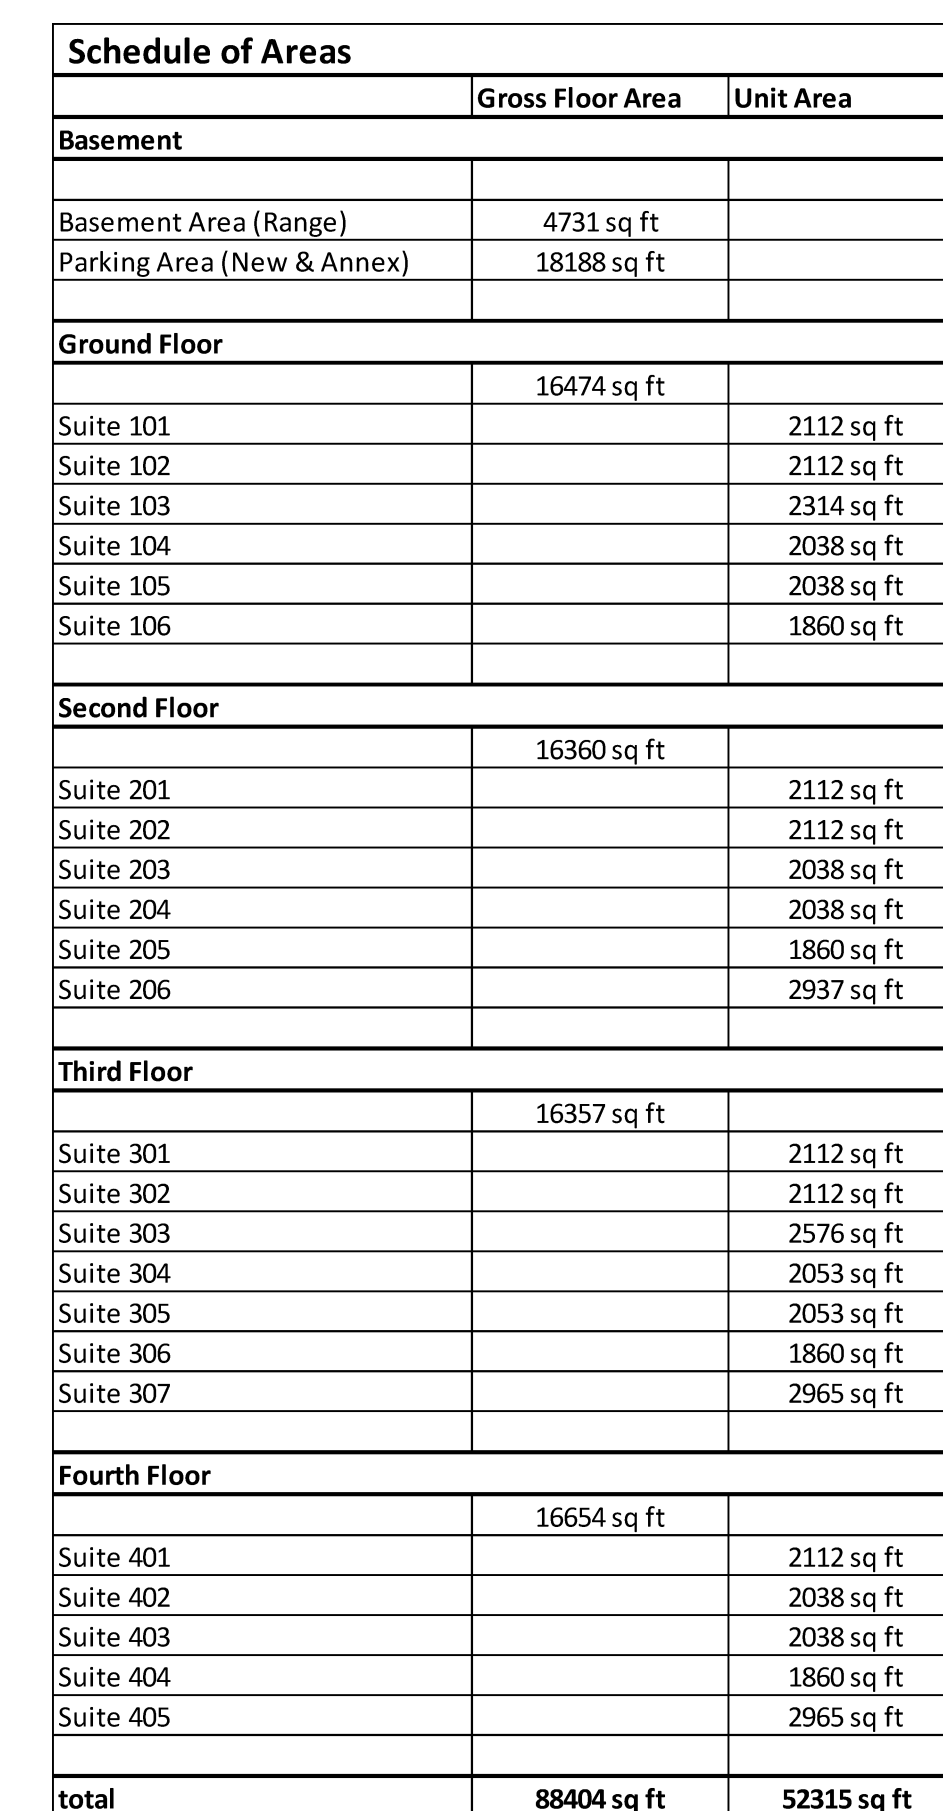 Schedule of Areas
Gross Floor Area Unit Area
Basement
Basement Area (Range) 4731 sq ft
Parking Area (New & Annex) 18188 sq ft
Ground Floor
16474 sq ft
Suite 101 2112 sq ft
Suite 102 2112 sq ft
Suite 103 2314 sq ft
Suite 104 2038 sq ft
Suite 105 2038 sq ft
Suite 106 1860 sq ft
Second Floor
16360 sq ft
Suite 201 2112 sq ft
Suite 202 2112 sq ft
Suite 203 2038 sq ft
Suite 204 2038 sq ft
Suite 205 1860 sq ft
Suite 206 2937 sq ft
Third Floor
16357 sq ft
Suite 301 2112 sq ft
Suite 302 2112 sq ft
Suite 303 2576 sq ft
Suite 304 2053 sq ft
Suite 305 2053 sq ft
Suite 306 1860 sq ft
Suite 307 2965 sq ft
Fourth Floor
16654 sq ft
Suite 401 2112 sq ft
Suite 402 2038 sq ft
Suite 403 2038 sq ft
Suite 404 1860 sq ft
Suite 405 2965 sq ft
total 88404 sq ft 52315 sq ft